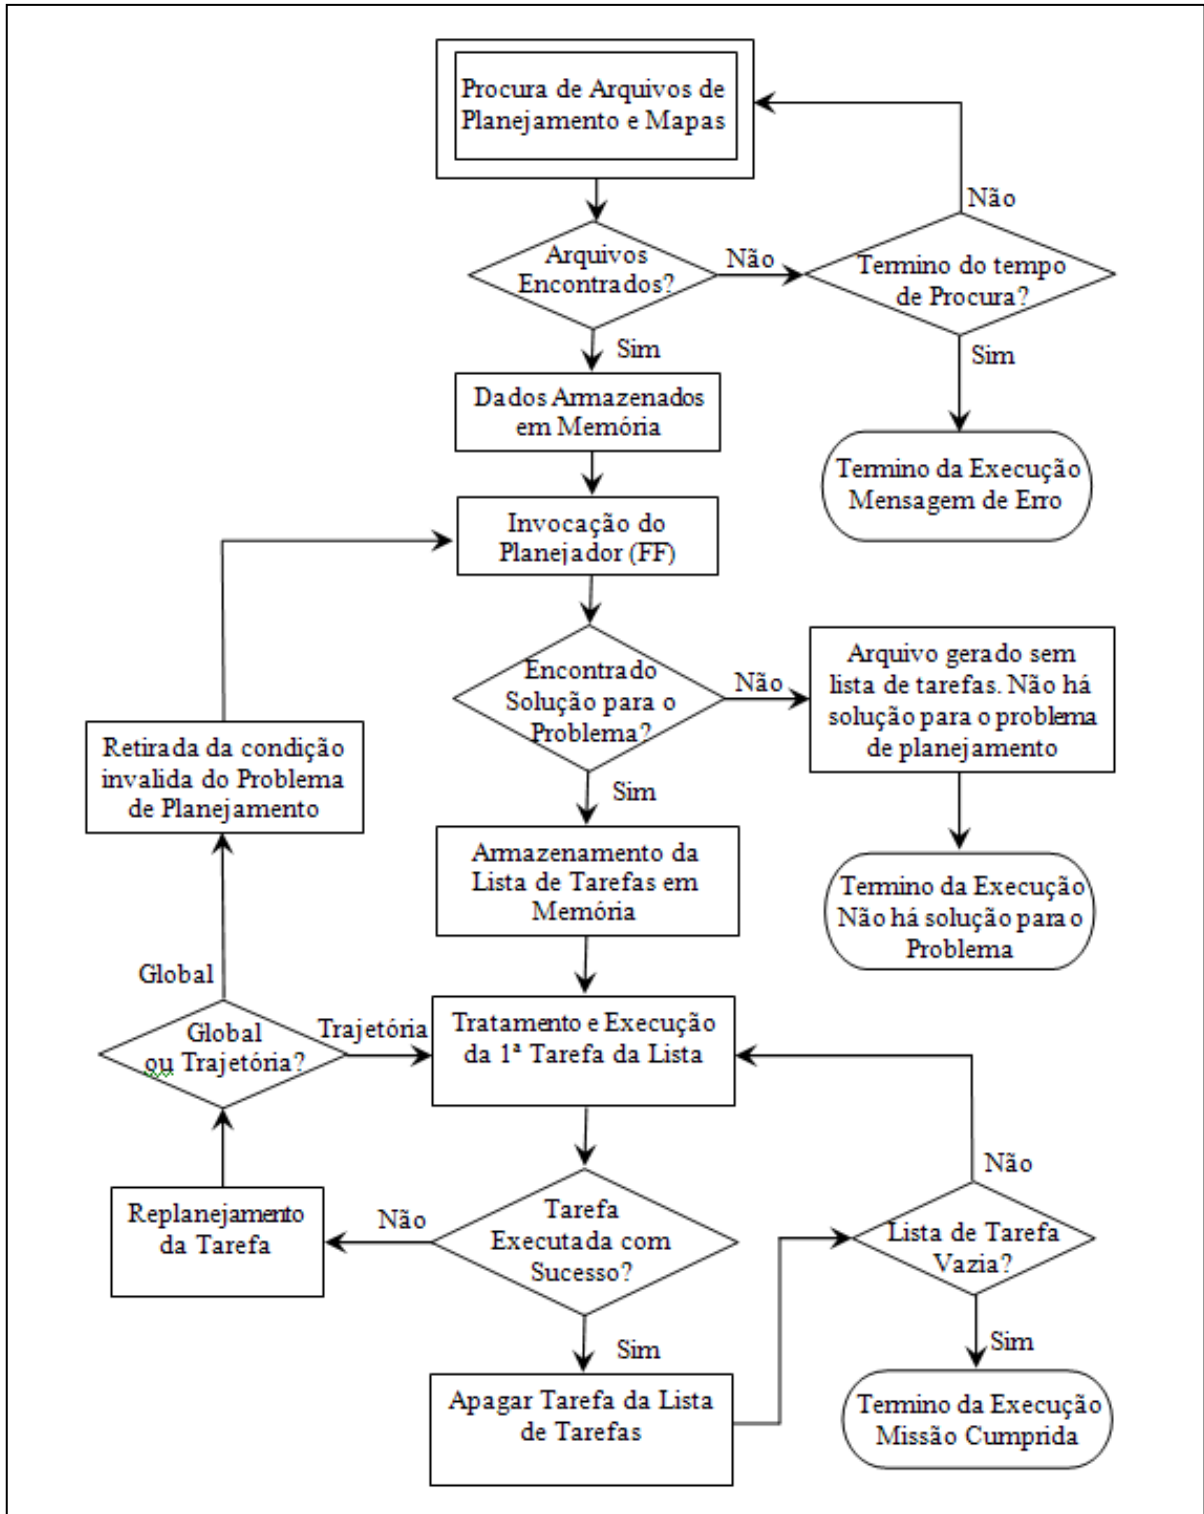 Procura de Arquivos de
Planejamento e Mapas
Não
Arquivos
Encontrados?
Não
Termino do tempo
de Procura?
Sim
Sim
Dados Armazenados
em Memória
Termino da Execução
Mensagem de Erro
Invocação do
Planejador (FF)
Encontrado
Solução para o
Problema?
Não
Arquivo gerado sem
lista de tarefas. Não há
solução para o problema
de planejamento
Retirada da condição
invalida do Problema
de Planejamento
Sim
Armazenamento da
Lista de Tarefas em
Memória
Termino da Execução
Não há solução para o
Problema
Global
Global
ou Trajetória?
Trajetória
Tratamento e Execução
da 1ª Tarefa da Lista
Não
Replanejamento
da Tarefa
Não
Tarefa
Executada com
Sucesso?
Lista de Tarefa
Vazia?
Sim
Sim
Apagar Tarefa da Lista
de Tarefas
Termino da Execução
Missão Cumprida